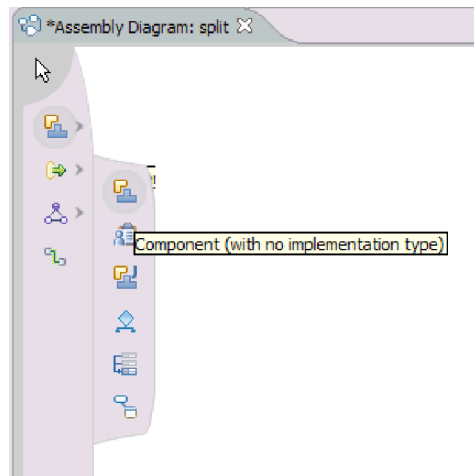 *Assembly Diagram: split
Component (with no implementation type)